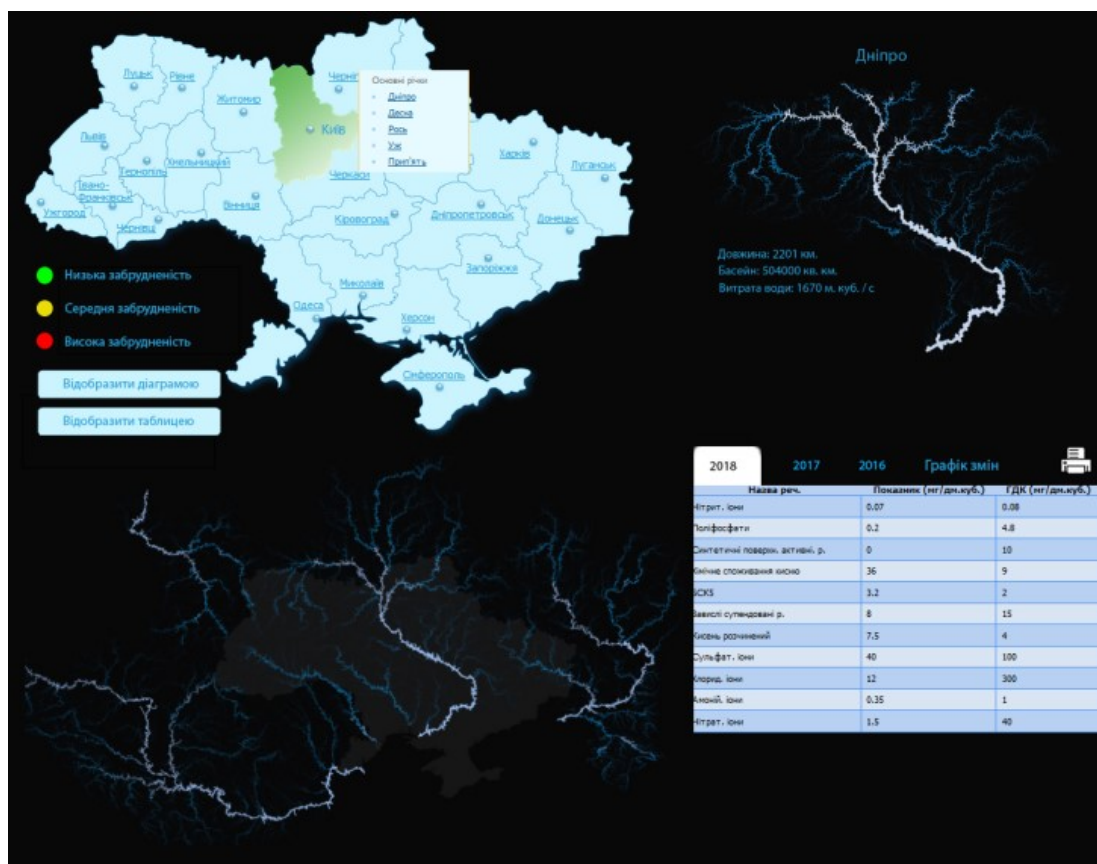 Луцьк
Рівне
Житомир
Київ
Львів
Тернопіль
Хмельницкий
Івано-
Франковськ
Ужгород
Чернівці
Вінниця
Черкаси
Кіровоград
Дніпропетровськ
Харків
Луганськ
Донецьк
Запоріжжя
Миколаїв
Одеса
Херсон
Сімферополь
Основні річки
Дніпро
Десна
Рось
Уж
Прип'ять
Низька забрудненість
Середня забрудненість
Висока забрудненість
Відобразити діаграмою
Відобразити таблицею
Дніпро
Довжина: 2201 км.
Басейн: 504000 кв. км.
Витрата води: 1670 м. куб. / с
2018 2017 2016 Графік змін
Назва реч. Показник (мг/дм.куб.) ГДК (мг/дм.куб.)
Нітрит. іони 0.07 0.08
Поліфосфати 0.2 4.8
Синтетичні поверхн. активні. р. 0 10
Хімічне споживання кисню 36 9
3.2 2
Завислі супендовані р. 8 15
Кисень розчинений 7.5 4
Сульфат. іони 40 100
Хлорид. іони 12 300
Амоній. іони 0.35 1
Нітрат. іони 1.5 40